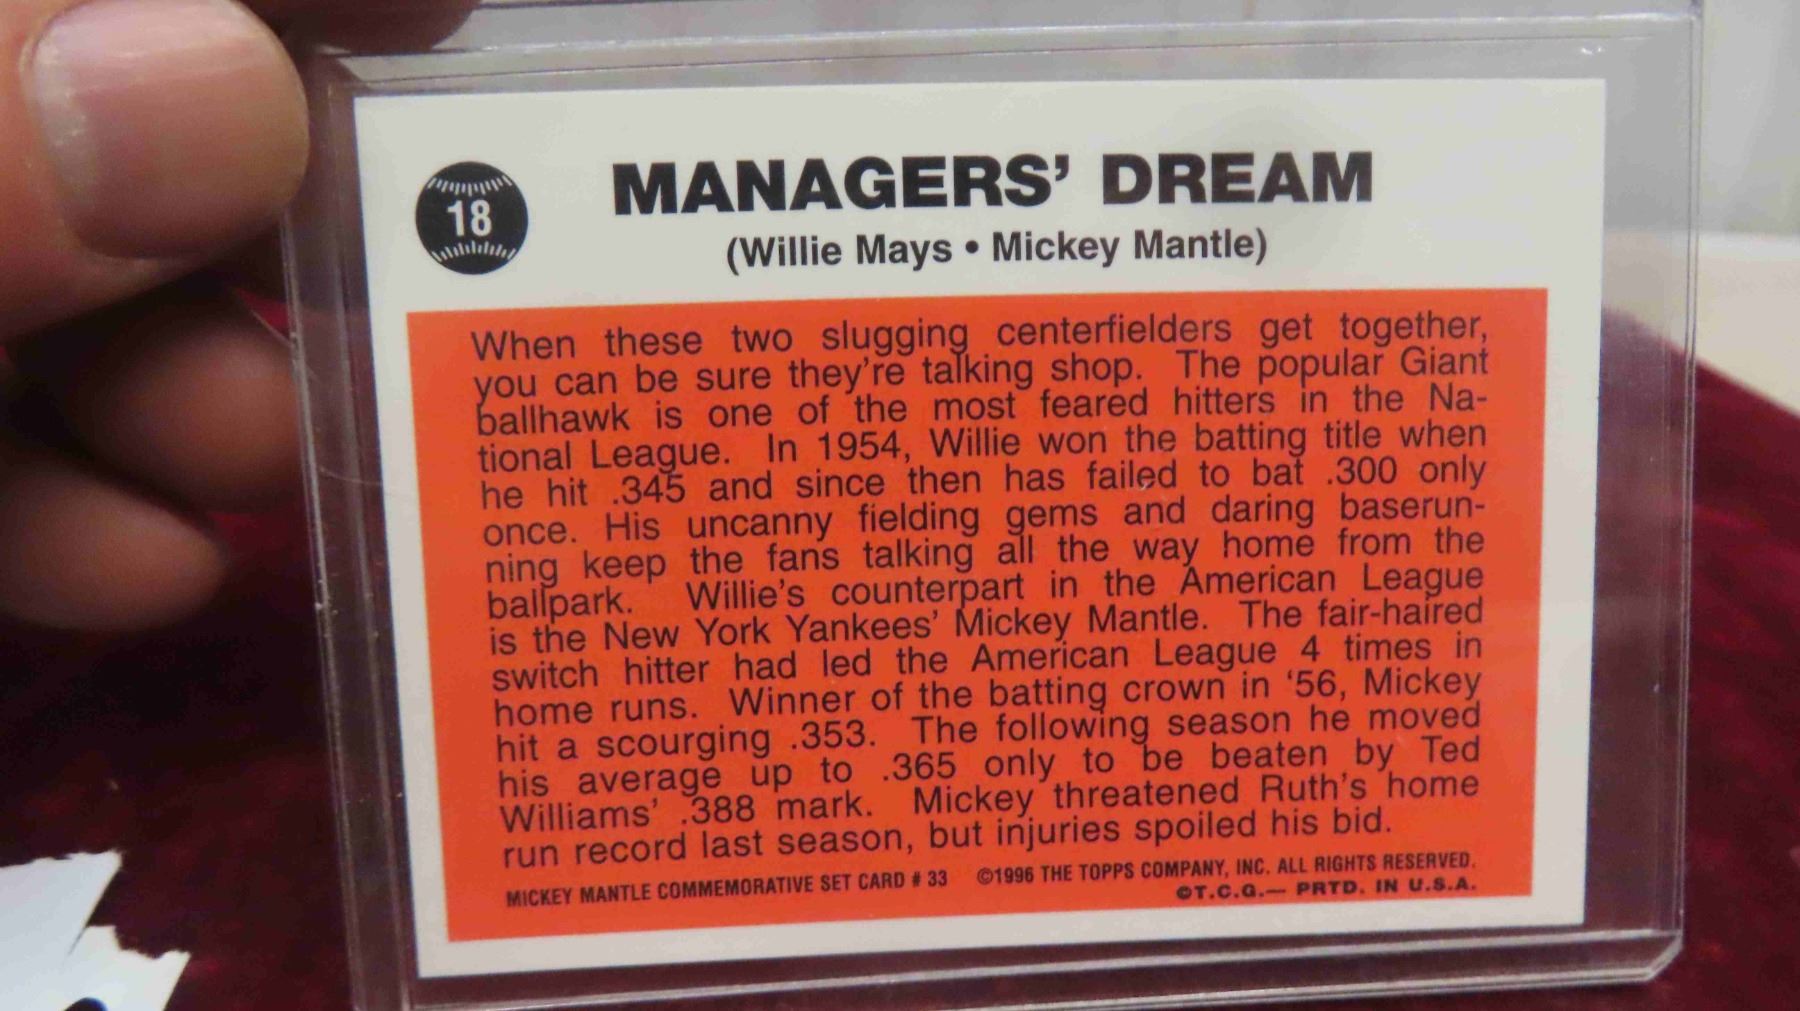 18
MANAGERS' DREAM
(Willie Mays • Mickey Mantle)
When these two slugging centerfielders get together,
you can be sure they're talking shop. The popular Giant
ballhawk is one of the most feared hitters in the Na-
tional League. In 1954, Willie won the batting title when
he hit .345 and since then has failed to bat .300 only
once. His uncanny fielding gems and daring baserun-
ning keep the fans talking all the way home from the
ballpark. Willie's counterpart in the American League
is the New York Yankees' Mickey Mantle. The fair-haired
switch hitter had led the American League 4 times in
home runs. Winner of the batting crown in '56, Mickey
hit a scourging .353. The following season he moved
his average up to .365 only to be beaten by Ted
Williams' .388 mark. Mickey threatened Ruth's home
run record last season, but injuries spoiled his bid.
MICKEY MANTLE COMMEMORATIVE SET CARD # 33 ©1996 THE TOPPS COMPANY, INC. ALL RIGHTS RESERVED.
©T.C.G.— PRTD. IN U.S.A.